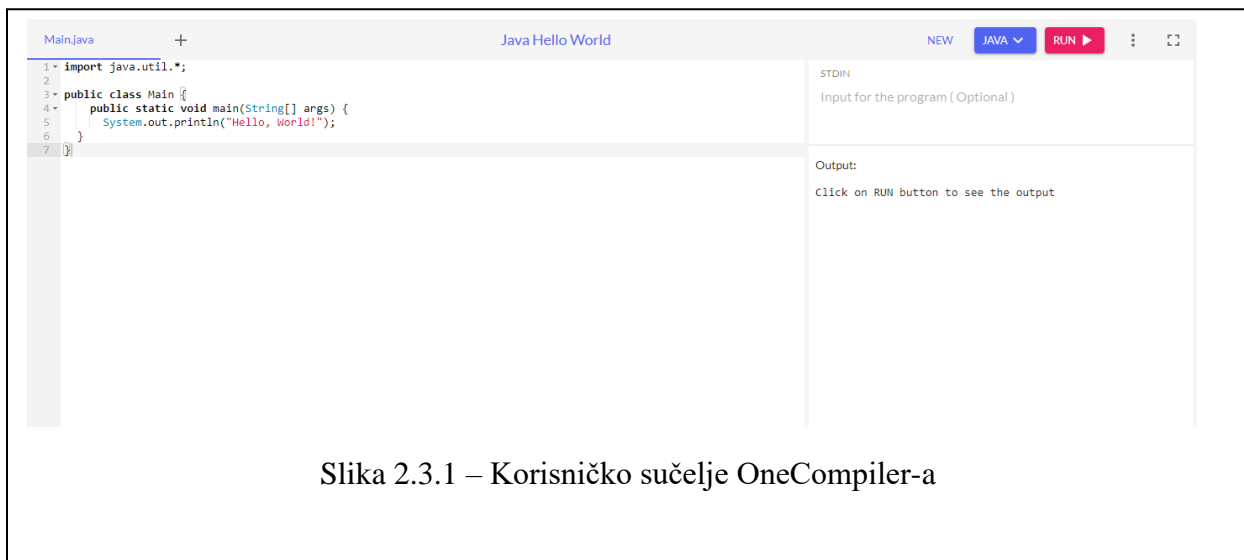 Main.java + Java Hello World NEW JAVA RUN
1 import java.util.*;
2
3 public class Main {
4 public static void main(String[] args) {
5 System.out.println("Hello, World!");
6 }
7 }
STDIN
Input for the program ( Optional )
Output:
Click on RUN button to see the output
Slika 2.3.1 – Korisničko sučelje OneCompiler-a